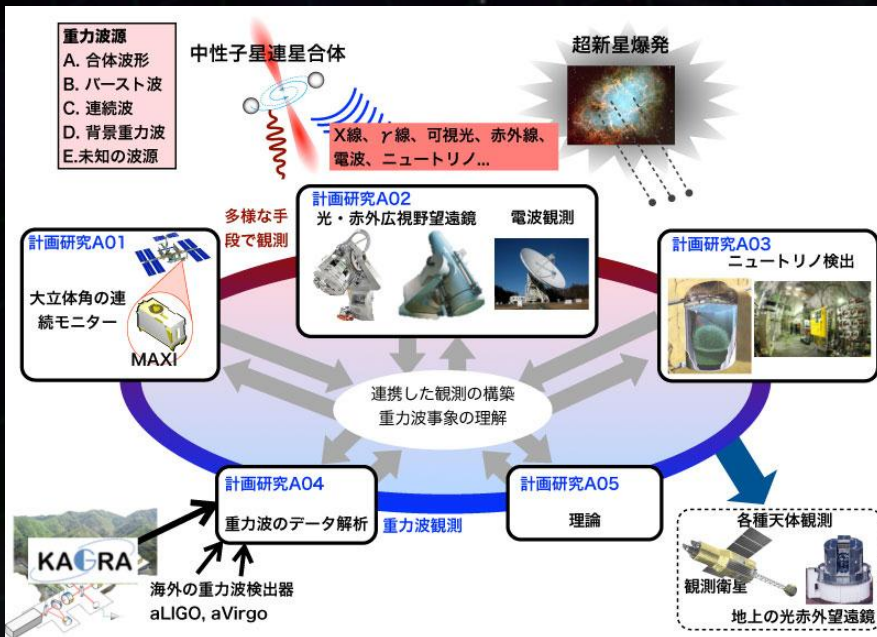 重力波源
A. 合体波形
B. バースト波
C. 連続波
D. 背景重力波
E.未知の波源
中性子星連星合体
超新星爆発
X線、γ線、可視光、赤外線、
電波、ニュートリノ...
多様な手
段で観測
計画研究A01
大立体角の連
続モニター
MAXI
計画研究A02
光・赤外広視野望遠鏡
電波観測
計画研究A03
ニュートリノ検出
連携した観測の構築
重力波事象の理解
計画研究A04
重力波のデータ解析
重力波観測
計画研究A05
理論
KAGRA
海外の重力波検出器
aLIGO, aVirgo
各種天体観測
観測衛星
地上の光赤外望遠鏡